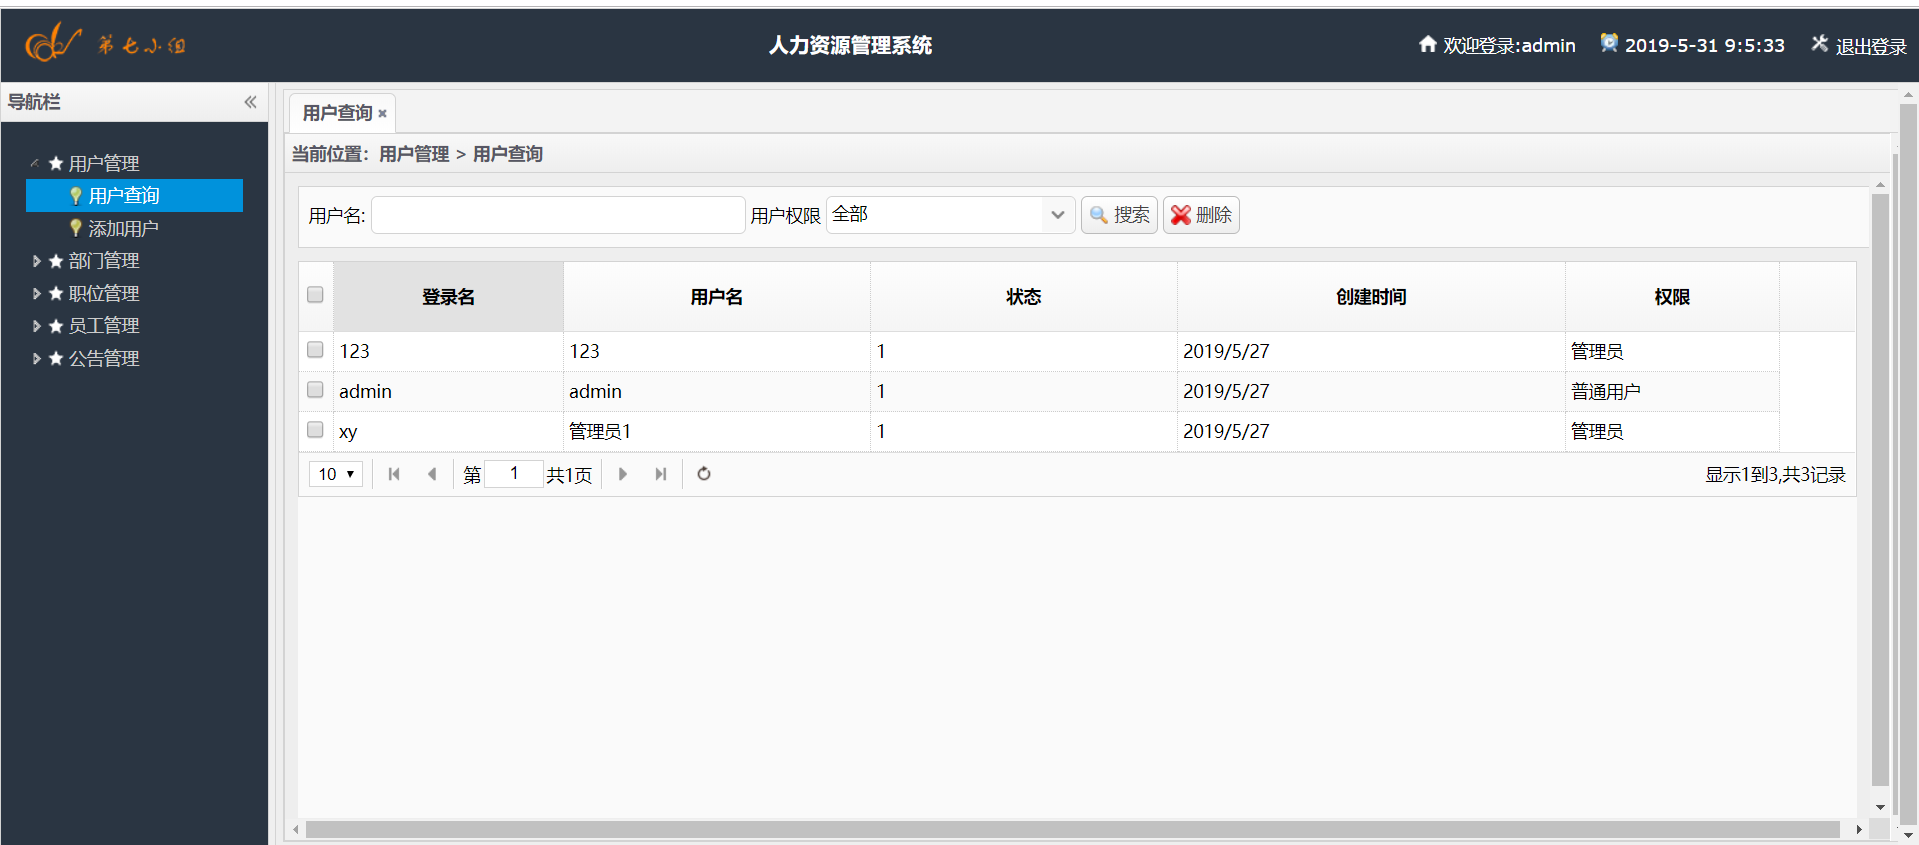 第七小组
人力资源管理系统
欢迎登录:admin 2019-5-31 9:5:33 退出登录
导航栏
用户管理
用户查询
添加用户
部门管理
职位管理
员工管理
公告管理
用户查询
当前位置：用户管理 > 用户查询
用户名: 用户权限 全部 搜索 删除
登录名 用户名 状态 创建时间 权限
123 123 1 2019/5/27 管理员
admin admin 1 2019/5/27 普通用户
xy 管理员1 1 2019/5/27 管理员
10 第 1 共1页 显示1到3,共3记录